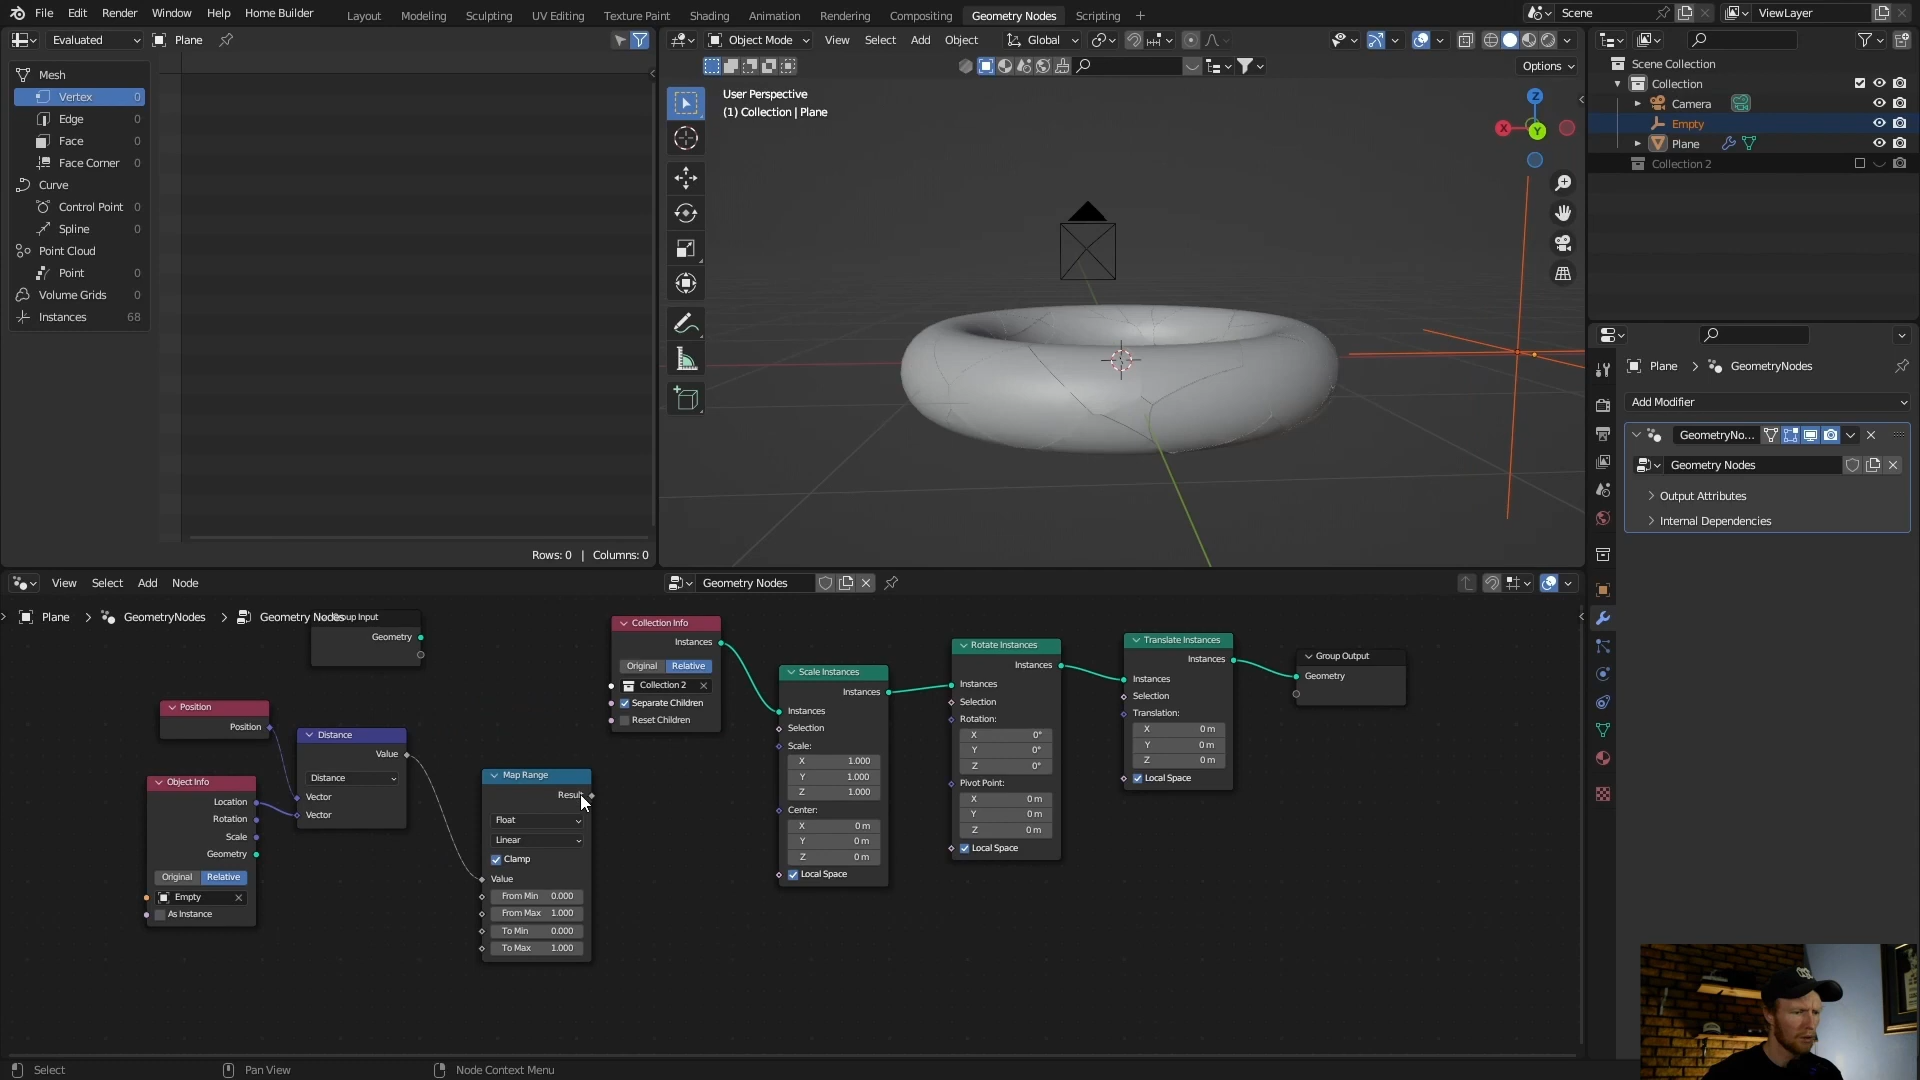 File Edit Render Window Help Home Builder
Layout Modeling Sculpting UV Editing Texture Paint Shading Animation Rendering Compositing Geometry Nodes Scripting
Scene
ViewLayer
Evaluated
Plane
Object Mode View Select Add Object Global
Options
Mesh
Vertex 0
Edge 0
Face 0
Face Corner 0
Curve
Control Point 0
Spline 0
Point Cloud
Point 0
Volume Grids 0
Instances 68
Rows: 0 | Columns: 0
User Perspective
(1) Collection | Plane
Z
X
Y
Scene Collection
Collection
Camera
Empty
Plane
Collection 2
Plane GeometryNodes
Add Modifier
GeometryNo...
Geometry Nodes
Output Attributes
Internal Dependencies
View Select Add Node
Geometry Nodes
Plane GeometryNodes Geometry Nodes
Geometry
Position
Position
Object Info
Location
Rotation
Scale
Geometry
Original Relative
Empty
As Instance
Distance
Value
Distance
Vector
Vector
Map Range
Result
Float
Linear
Clamp
Value
From Min 0.000
From Max 1.000
To Min 0.000
To Max 1.000
Collection Info
Instances
Original Relative
Collection 2
Separate Children
Reset Children
Scale Instances
Instances
Instances
Selection
Scale:
X 1.000
Y 1.000
Z 1.000
Center:
X 0 m
Y 0 m
Z 0 m
Local Space
Rotate Instances
Instances
Instances
Selection
Rotation:
X 0°
Y 0°
Z 0°
Pivot Point:
X 0 m
Y 0 m
Z 0 m
Local Space
Translate Instances
Instances
Instances
Selection
Translation:
X 0 m
Y 0 m
Z 0 m
Local Space
Group Output
Geometry
Select
Pan View
Node Context Menu